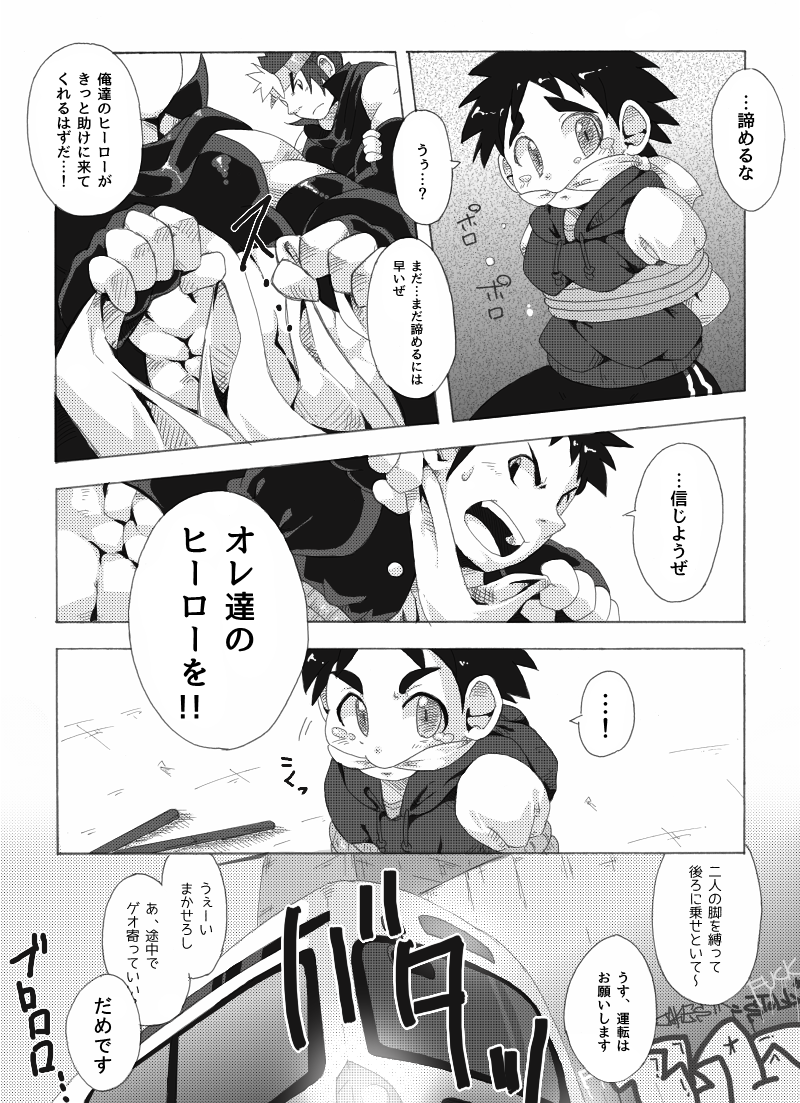 …諦めるな
ポロ
ポロ
うぅ…?
まだ…まだ諦めるには
早いぜ
俺達のヒーローが
きっと助けに来て
くれるはずだ…!
…信じようぜ
オレ達の
ヒーローを!!
…!
こくっ
二人の脚を縛って
後ろに乗せといて～
うす、運転は
お願いします
うぇーい
まかせろし
あ、途中で
ゲオ寄っていい、
だめです
ブロロロロ…
FUCK